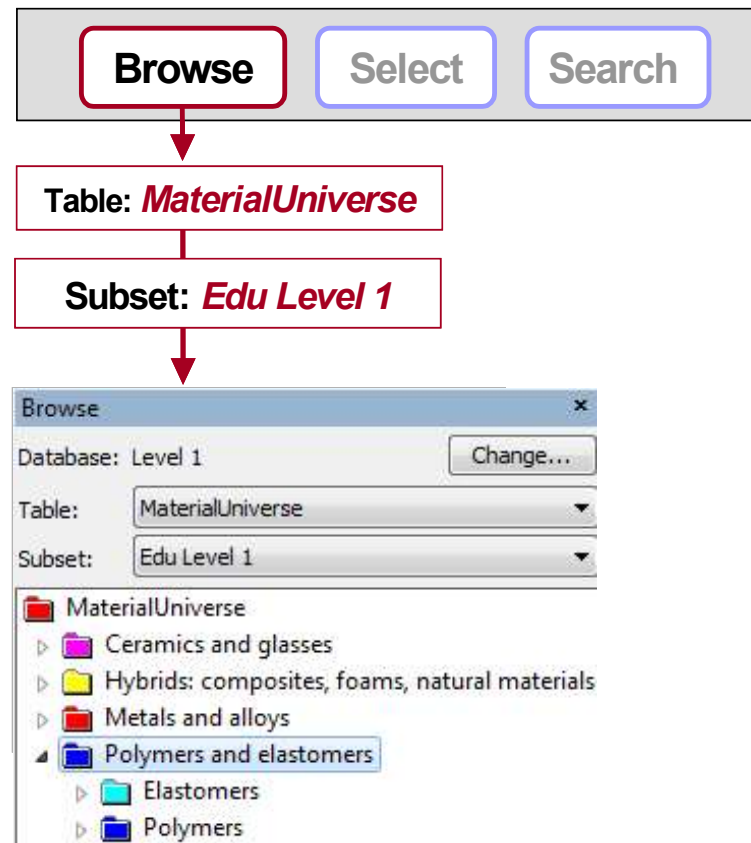 Browse Select Search
Table: MaterialUniverse
Subset: Edu Level 1
Browse ×
Database: Level 1 Change...
Table: MaterialUniverse
Subset: Edu Level 1
MaterialUniverse
Ceramics and glasses
Hybrids: composites, foams, natural materials
Metals and alloys
Polymers and elastomers
Elastomers
Polymers